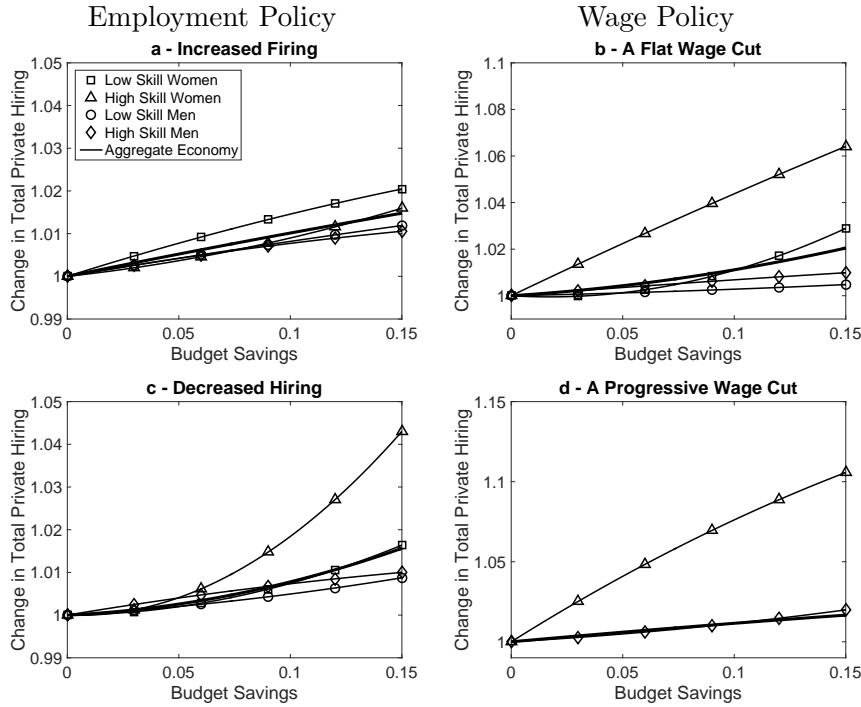 Employment Policy
Wage Policy
a - Increased Firing
Change in Total Private Hiring
1.05
1.04
1.03
1.02
1.01
1
0.99
Low Skill Women
High Skill Women
Low Skill Men
High Skill Men
Aggregate Economy
0
0.05
0.1
0.15
Budget Savings
b - A Flat Wage Cut
Change in Total Private Hiring
1.1
1.08
1.06
1.04
1.02
1
0
0.05
0.1
0.15
Budget Savings
c - Decreased Hiring
Change in Total Private Hiring
1.05
1.04
1.03
1.02
1.01
1
0.99
0
0.05
0.1
0.15
Budget Savings
d - A Progressive Wage Cut
Change in Total Private Hiring
1.15
1.1
1.05
1
0
0.05
0.1
0.15
Budget Savings